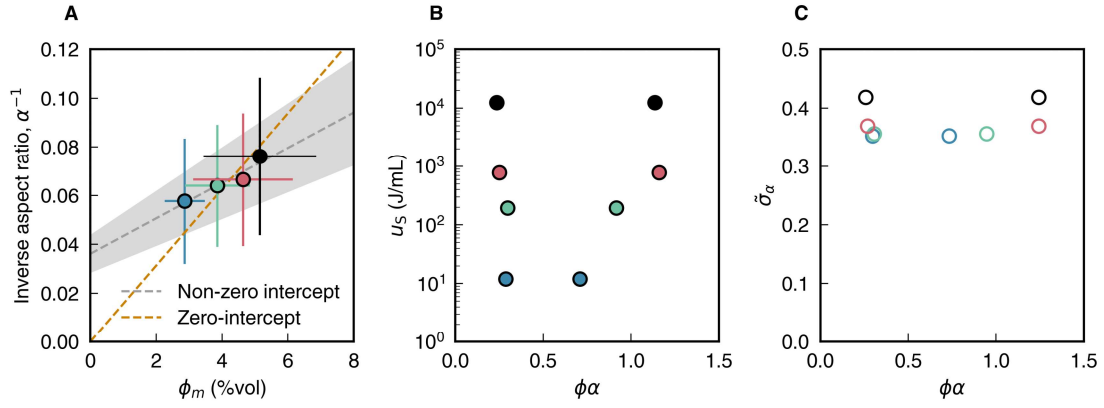 A
Inverse aspect ratio, α⁻¹
0.12
0.10
0.08
0.06
0.04
0.02
0.00
Non-zero intercept
Zero-intercept
0 2 4 6 8
ϕₘ (%vol)
B
uₛ (J/mL)
10⁵
10⁴
10³
10²
10¹
10⁰
0.0 0.5 1.0 1.5
ϕα
C
σ̃α
0.5
0.4
0.3
0.2
0.1
0.0
0.0 0.5 1.0 1.5
ϕα